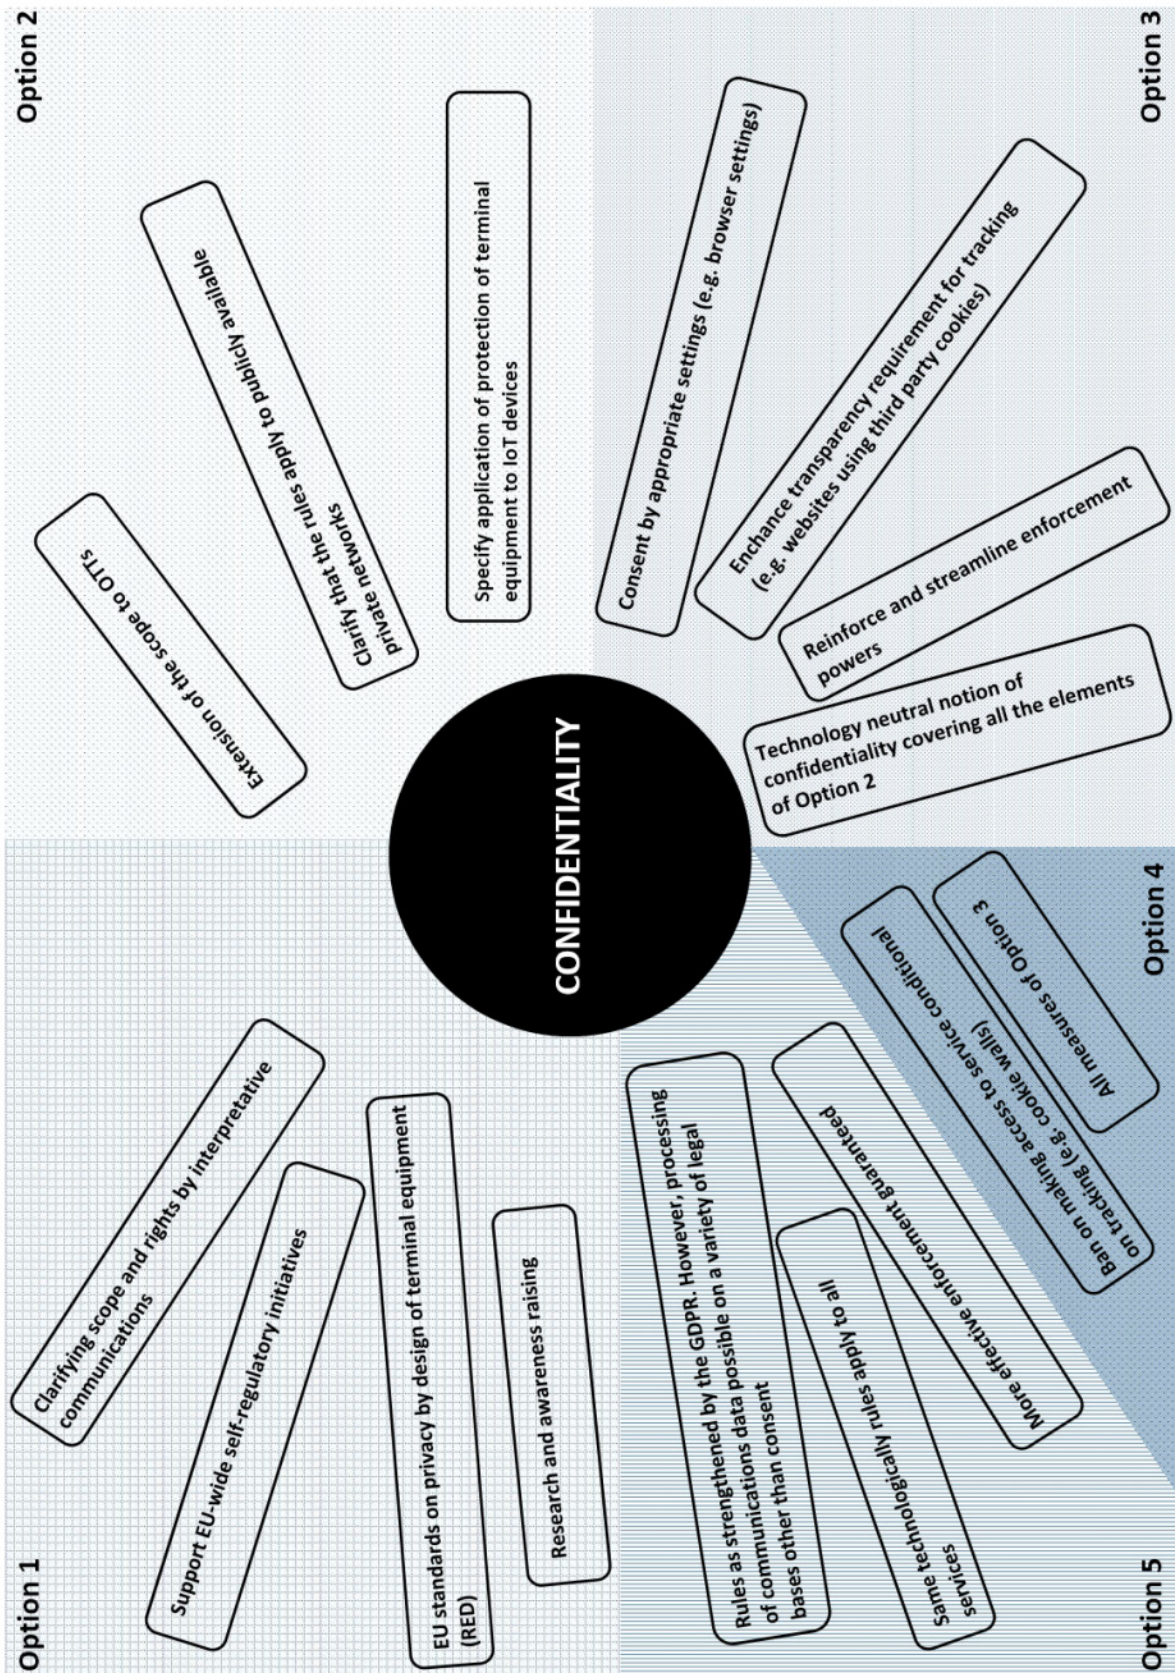 Option 1
Clarifying scope and rights by interpretative
communications
Support EU-wide self-regulatory initiatives
EU standards on privacy by design of terminal equipment
(RED)
Research and awareness raising
Option 2
Extension of the scope to OTTs
Clarify that the rules apply to publicly available
private networks
Specify application of protection of terminal
equipment to IoT devices
CONFIDENTIALITY
Option 3
Consent by appropriate settings (e.g. browser settings)
Enchance transparency requirement for tracking
(e.g. websites using third party cookies)
Reinforce and streamline enforcement
powers
Technology neutral notion of
confidentiality covering all the elements
of Option 2
Option 4
All measures of Option 3
Ban on making access to service conditional
on tracking (e.g. cookie walls)
Option 5
Rules as strengthened by the GDPR. However, processing
of communications data possible on a variety of legal
bases other than consent
Same technologically rules apply to all
services
More effective enforcement guaranteed